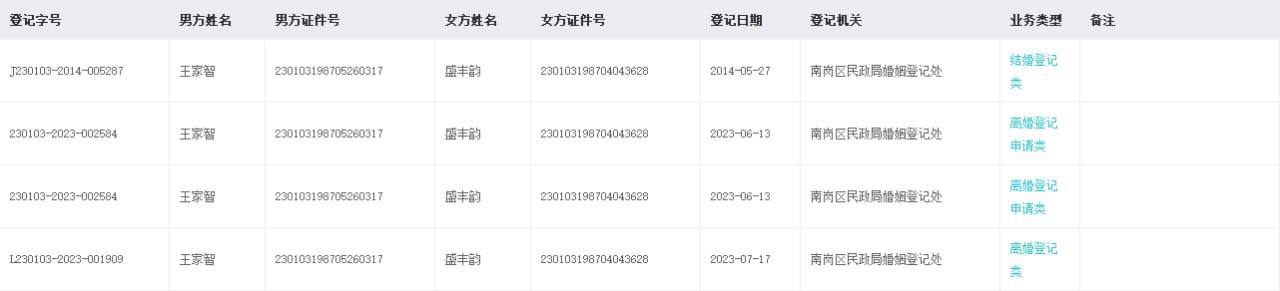 登记字号 男方姓名 男方证件号 女方姓名 女方证件号 登记日期 登记机关 业务类型 备注
J230103-2014-005287 王家智 230103198705260317 盛丰韵 230103198704043628 2014-05-27 南岗区民政局婚姻登记处 结婚登记
类
230103-2023-002584 王家智 230103198705260317 盛丰韵 230103198704043628 2023-06-13 南岗区民政局婚姻登记处 离婚登记
申请类
230103-2023-002584 王家智 230103198705260317 盛丰韵 230103198704043628 2023-06-13 南岗区民政局婚姻登记处 离婚登记
申请类
L230103-2023-001909 王家智 230103198705260317 盛丰韵 230103198704043628 2023-07-17 南岗区民政局婚姻登记处 离婚登记
类